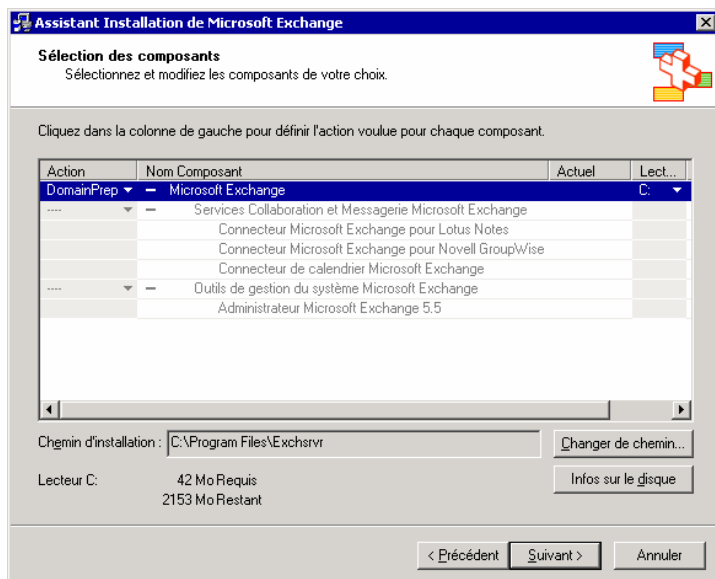 Assistant Installation de Microsoft Exchange
Sélection des composants
Sélectionnez et modifiez les composants de votre choix.
Cliquez dans la colonne de gauche pour définir l'action voulue pour chaque composant.
Action Nom Composant Actuel Lect...
DomainPrep Microsoft Exchange C:
---- Services Collaboration et Messagerie Microsoft Exchange
Connecteur Microsoft Exchange pour Lotus Notes
Connecteur Microsoft Exchange pour Novell GroupWise
Connecteur de calendrier Microsoft Exchange
---- Outils de gestion du système Microsoft Exchange
Administrateur Microsoft Exchange 5.5
Chemin d'installation : C:\Program Files\Exchsrvr Changer de chemin...
Lecteur C: 42 Mo Requis Infos sur le disque
2153 Mo Restant
< Précédent Suivant > Annuler